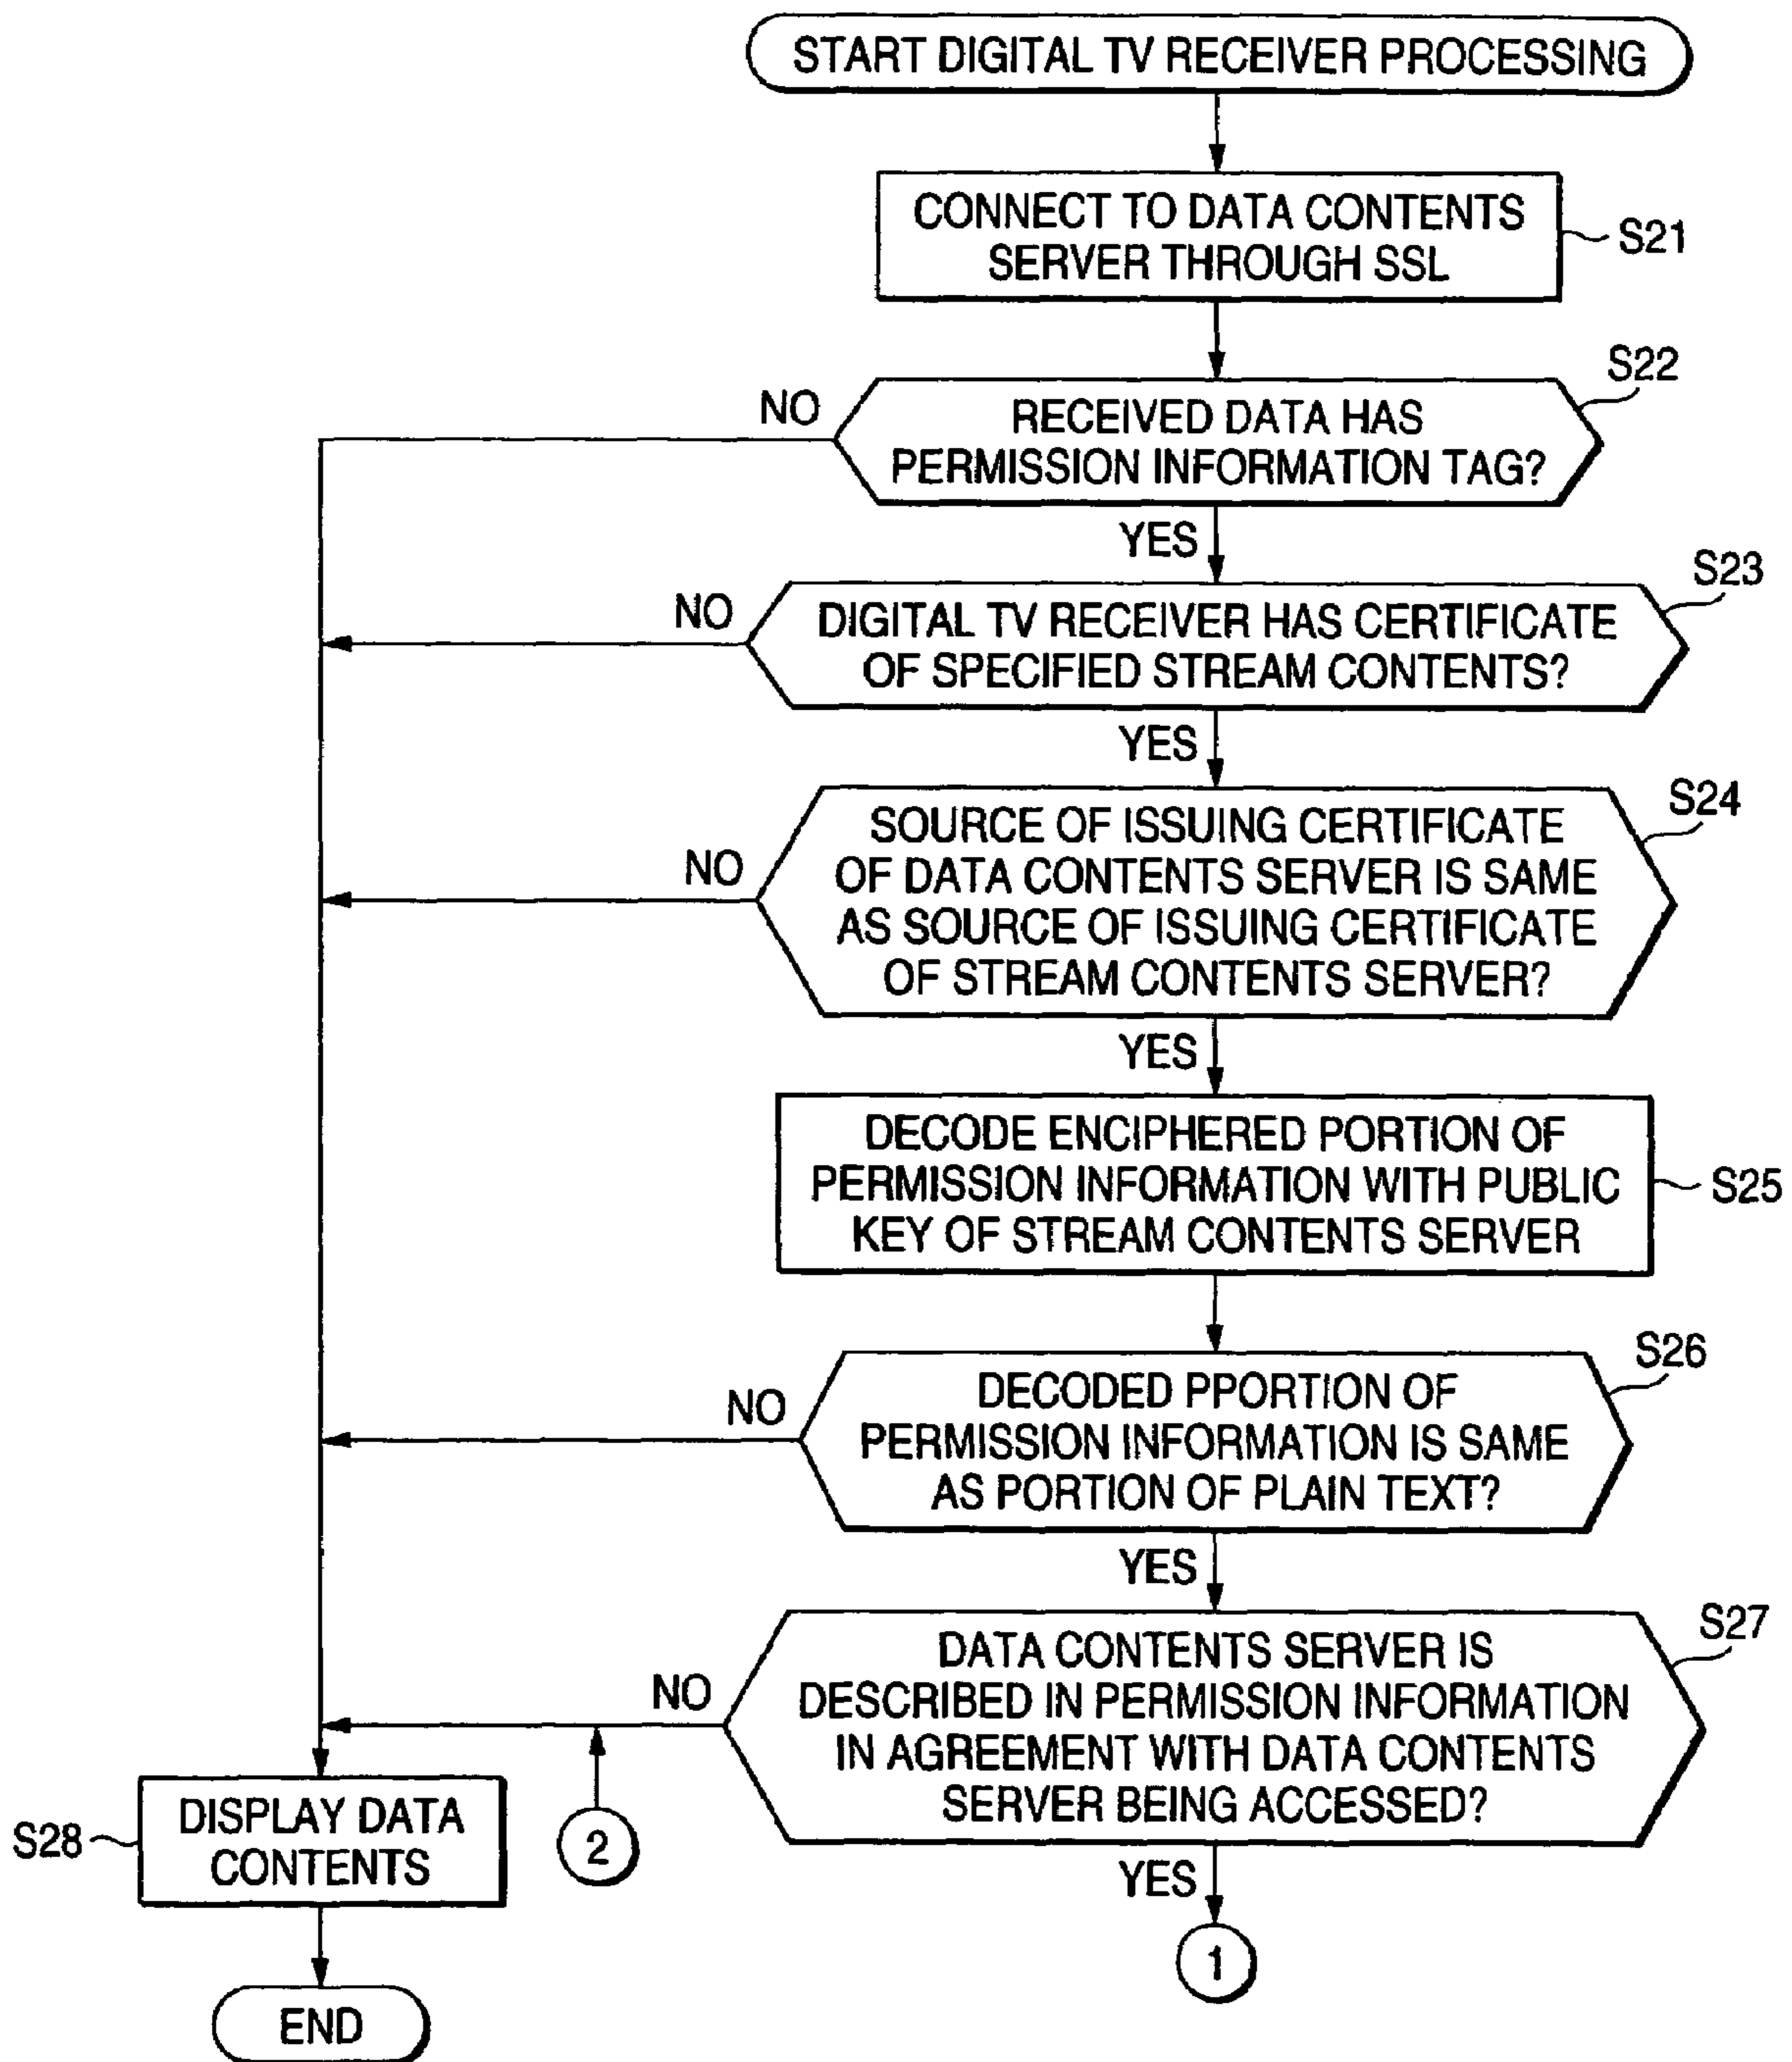 START DIGITAL TV RECEIVER PROCESSING
CONNECT TO DATA CONTENTS
SERVER THROUGH SSL
S21
S22
NO
RECEIVED DATA HAS
PERMISSION INFORMATION TAG?
YES
S23
NO
DIGITAL TV RECEIVER HAS CERTIFICATE
OF SPECIFIED STREAM CONTENTS?
YES
S24
NO
SOURCE OF ISSUING CERTIFICATE
OF DATA CONTENTS SERVER IS SAME
AS SOURCE OF ISSUING CERTIFICATE
OF STREAM CONTENTS SERVER?
YES
DECODE ENCIPHERED PORTION OF
PERMISSION INFORMATION WITH PUBLIC
KEY OF STREAM CONTENTS SERVER
S25
S26
NO
DECODED PPORTION OF
PERMISSION INFORMATION IS SAME
AS PORTION OF PLAIN TEXT?
YES
S27
NO
DATA CONTENTS SERVER IS
DESCRIBED IN PERMISSION INFORMATION
IN AGREEMENT WITH DATA CONTENTS
SERVER BEING ACCESSED?
S28
DISPLAY DATA
CONTENTS
2
YES
1
END